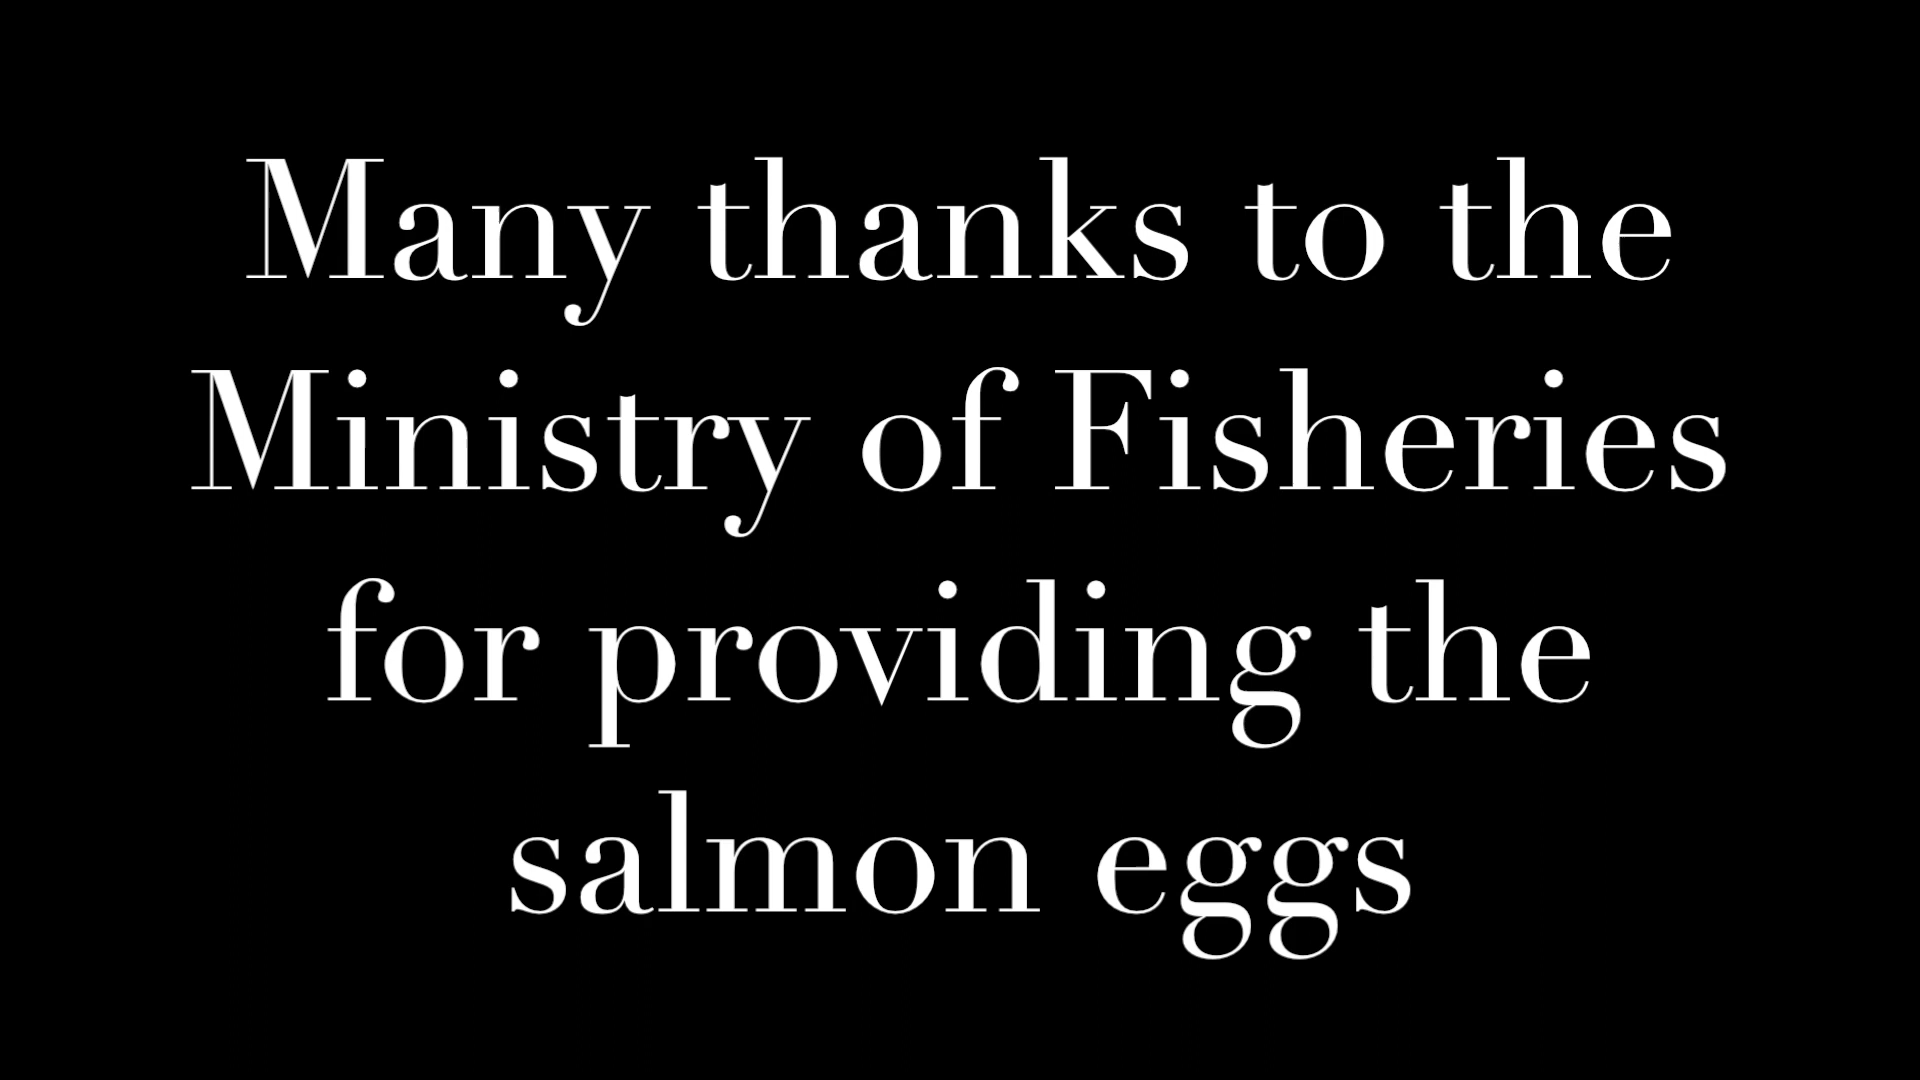 Many thanks to the
Ministry of Fisheries
for providing the
salmon eggs